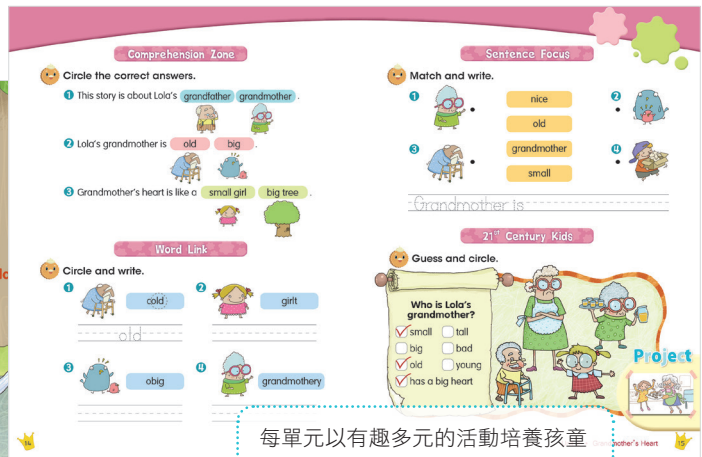 Comprehension Zone
Circle the correct answers.
1 This story is about Lola's grandfather grandmother .
2 Lola's grandmother is old big .
3 Grandmother's heart is like a small girl big tree .
Word Link
Circle and write.
1 cold
2 girlt
old
3 obig
4 grandmothery
14
Sentence Focus
Match and write.
1 nice 2
old
3 grandmother 4
small
Grandmother is
21st Century Kids
Guess and circle.
Who is Lola's
grandmother?
small tall
big bad
old young
has a big heart
Project
每單元以有趣多元的活動培養孩童
mother's Heart 15